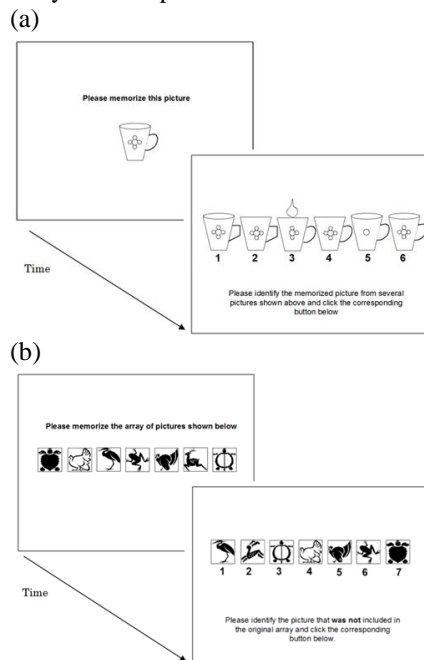 (a)
Please memorize this picture
1 2 3 4 5 6
Please identify the memorized picture from several
pictures shown above and click the corresponding
button below
Time
(b)
Please memorize the array of pictures shown below
1 2 3 4 5 6 7
Please identify the picture that was not included in
the original array and click the corresponding
button below.
Time